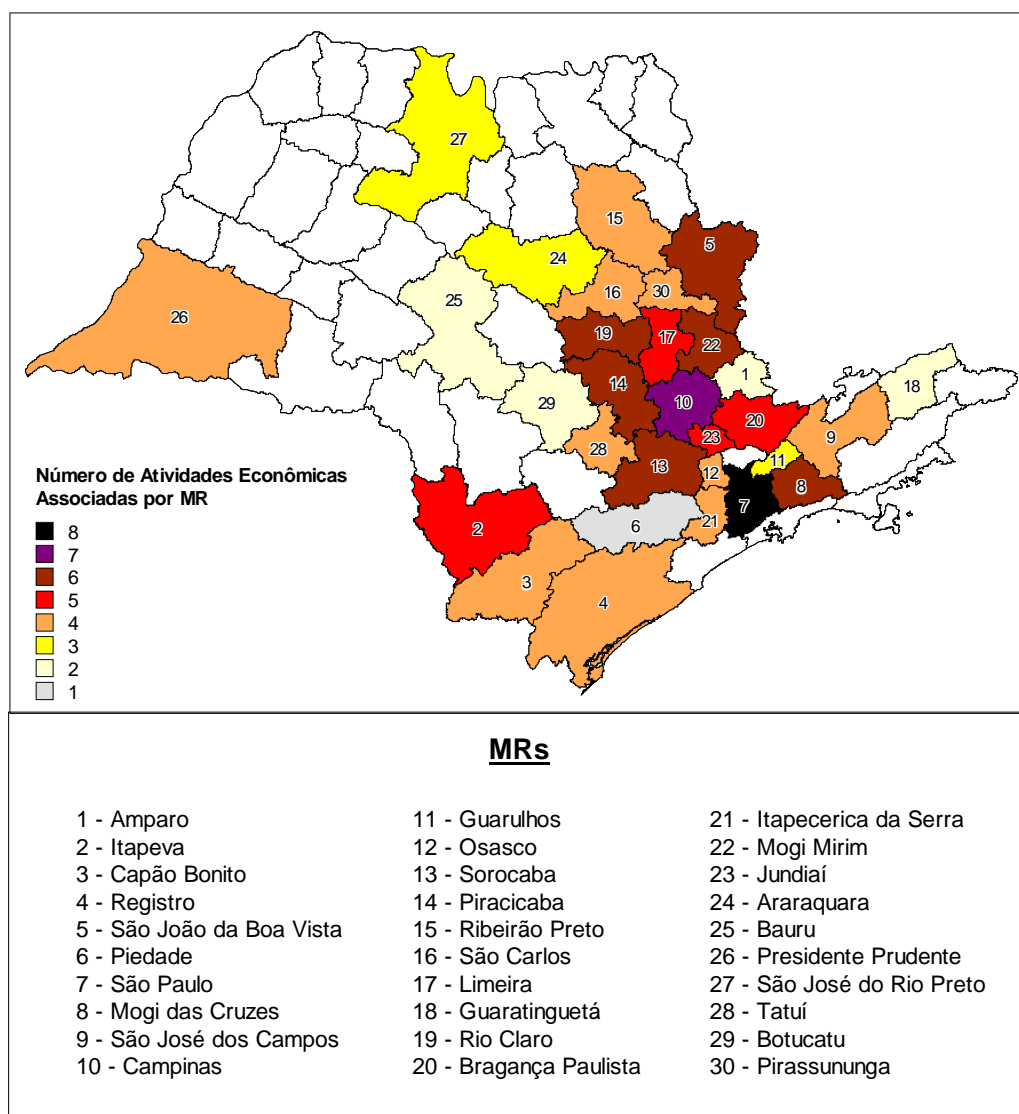 27
15
5
24
16
30
25
26
19
17
22
1
14
10
18
29
20
9
28
23
11
13
12
8
7
6
21
2
3
4
Número de Atividades Econômicas
Associadas por MR
8
7
6
5
4
3
2
1
MRs
1 - Amparo
2 - Itapeva
3 - Capão Bonito
4 - Registro
5 - São João da Boa Vista
6 - Piedade
7 - São Paulo
8 - Mogi das Cruzes
9 - São José dos Campos
10 - Campinas
11 - Guarulhos
12 - Osasco
13 - Sorocaba
14 - Piracicaba
15 - Ribeirão Preto
16 - São Carlos
17 - Limeira
18 - Guaratinguetá
19 - Rio Claro
20 - Bragança Paulista
21 - Itapecerica da Serra
22 - Mogi Mirim
23 - Jundiaí
24 - Araraquara
25 - Bauru
26 - Presidente Prudente
27 - São José do Rio Preto
28 - Tatuí
29 - Botucatu
30 - Pirassununga